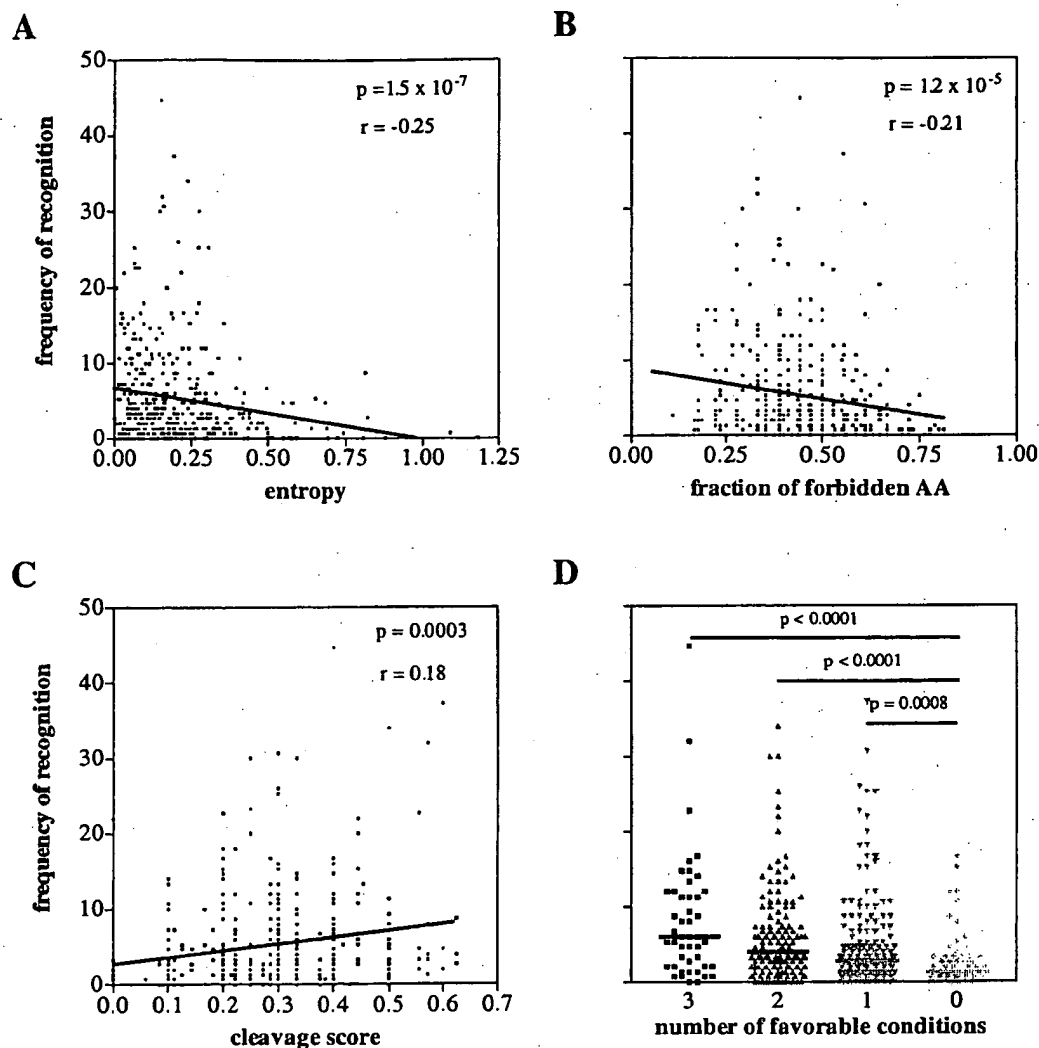 A
50
40
30
20
10
0
frequency of recognition
p = 1.5 x 10-7
r = -0.25
0.00 0.25 0.50 0.75 1.00 1.25
entropy
B
p = 1.2 x 10-5
r = -0.21
0.00 0.25 0.50 0.75 1.00
fraction of forbidden AA
C
50
40
30
20
10
0
frequency of recognition
p = 0.0003
r = 0.18
0.0 0.1 0.2 0.3 0.4 0.5 0.6 0.7
cleavage score
D
p < 0.0001
p < 0.0001
p = 0.0008
3 2 1 0
number of favorable conditions